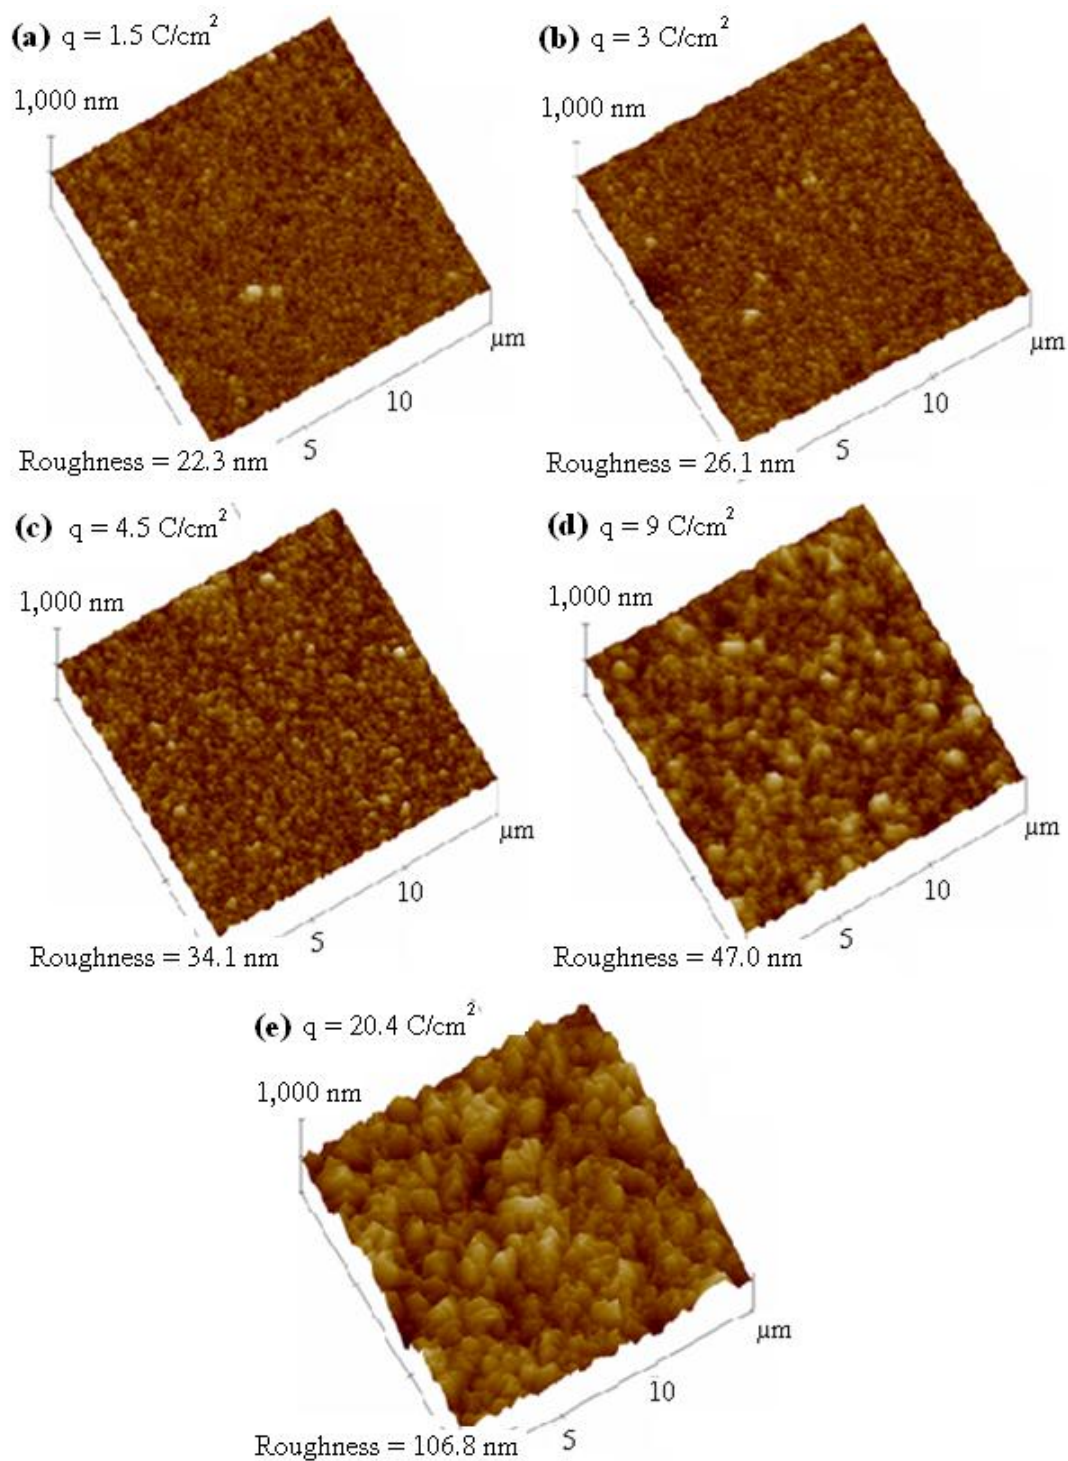 (a) q = 1.5 C/cm²
1,000 nm
μm
10
5
Roughness = 22.3 nm
(b) q = 3 C/cm²
1,000 nm
μm
10
5
Roughness = 26.1 nm
(c) q = 4.5 C/cm²
1,000 nm
μm
10
5
Roughness = 34.1 nm
(d) q = 9 C/cm²
1,000 nm
μm
10
5
Roughness = 47.0 nm
(e) q = 20.4 C/cm²
1,000 nm
μm
10
5
Roughness = 106.8 nm